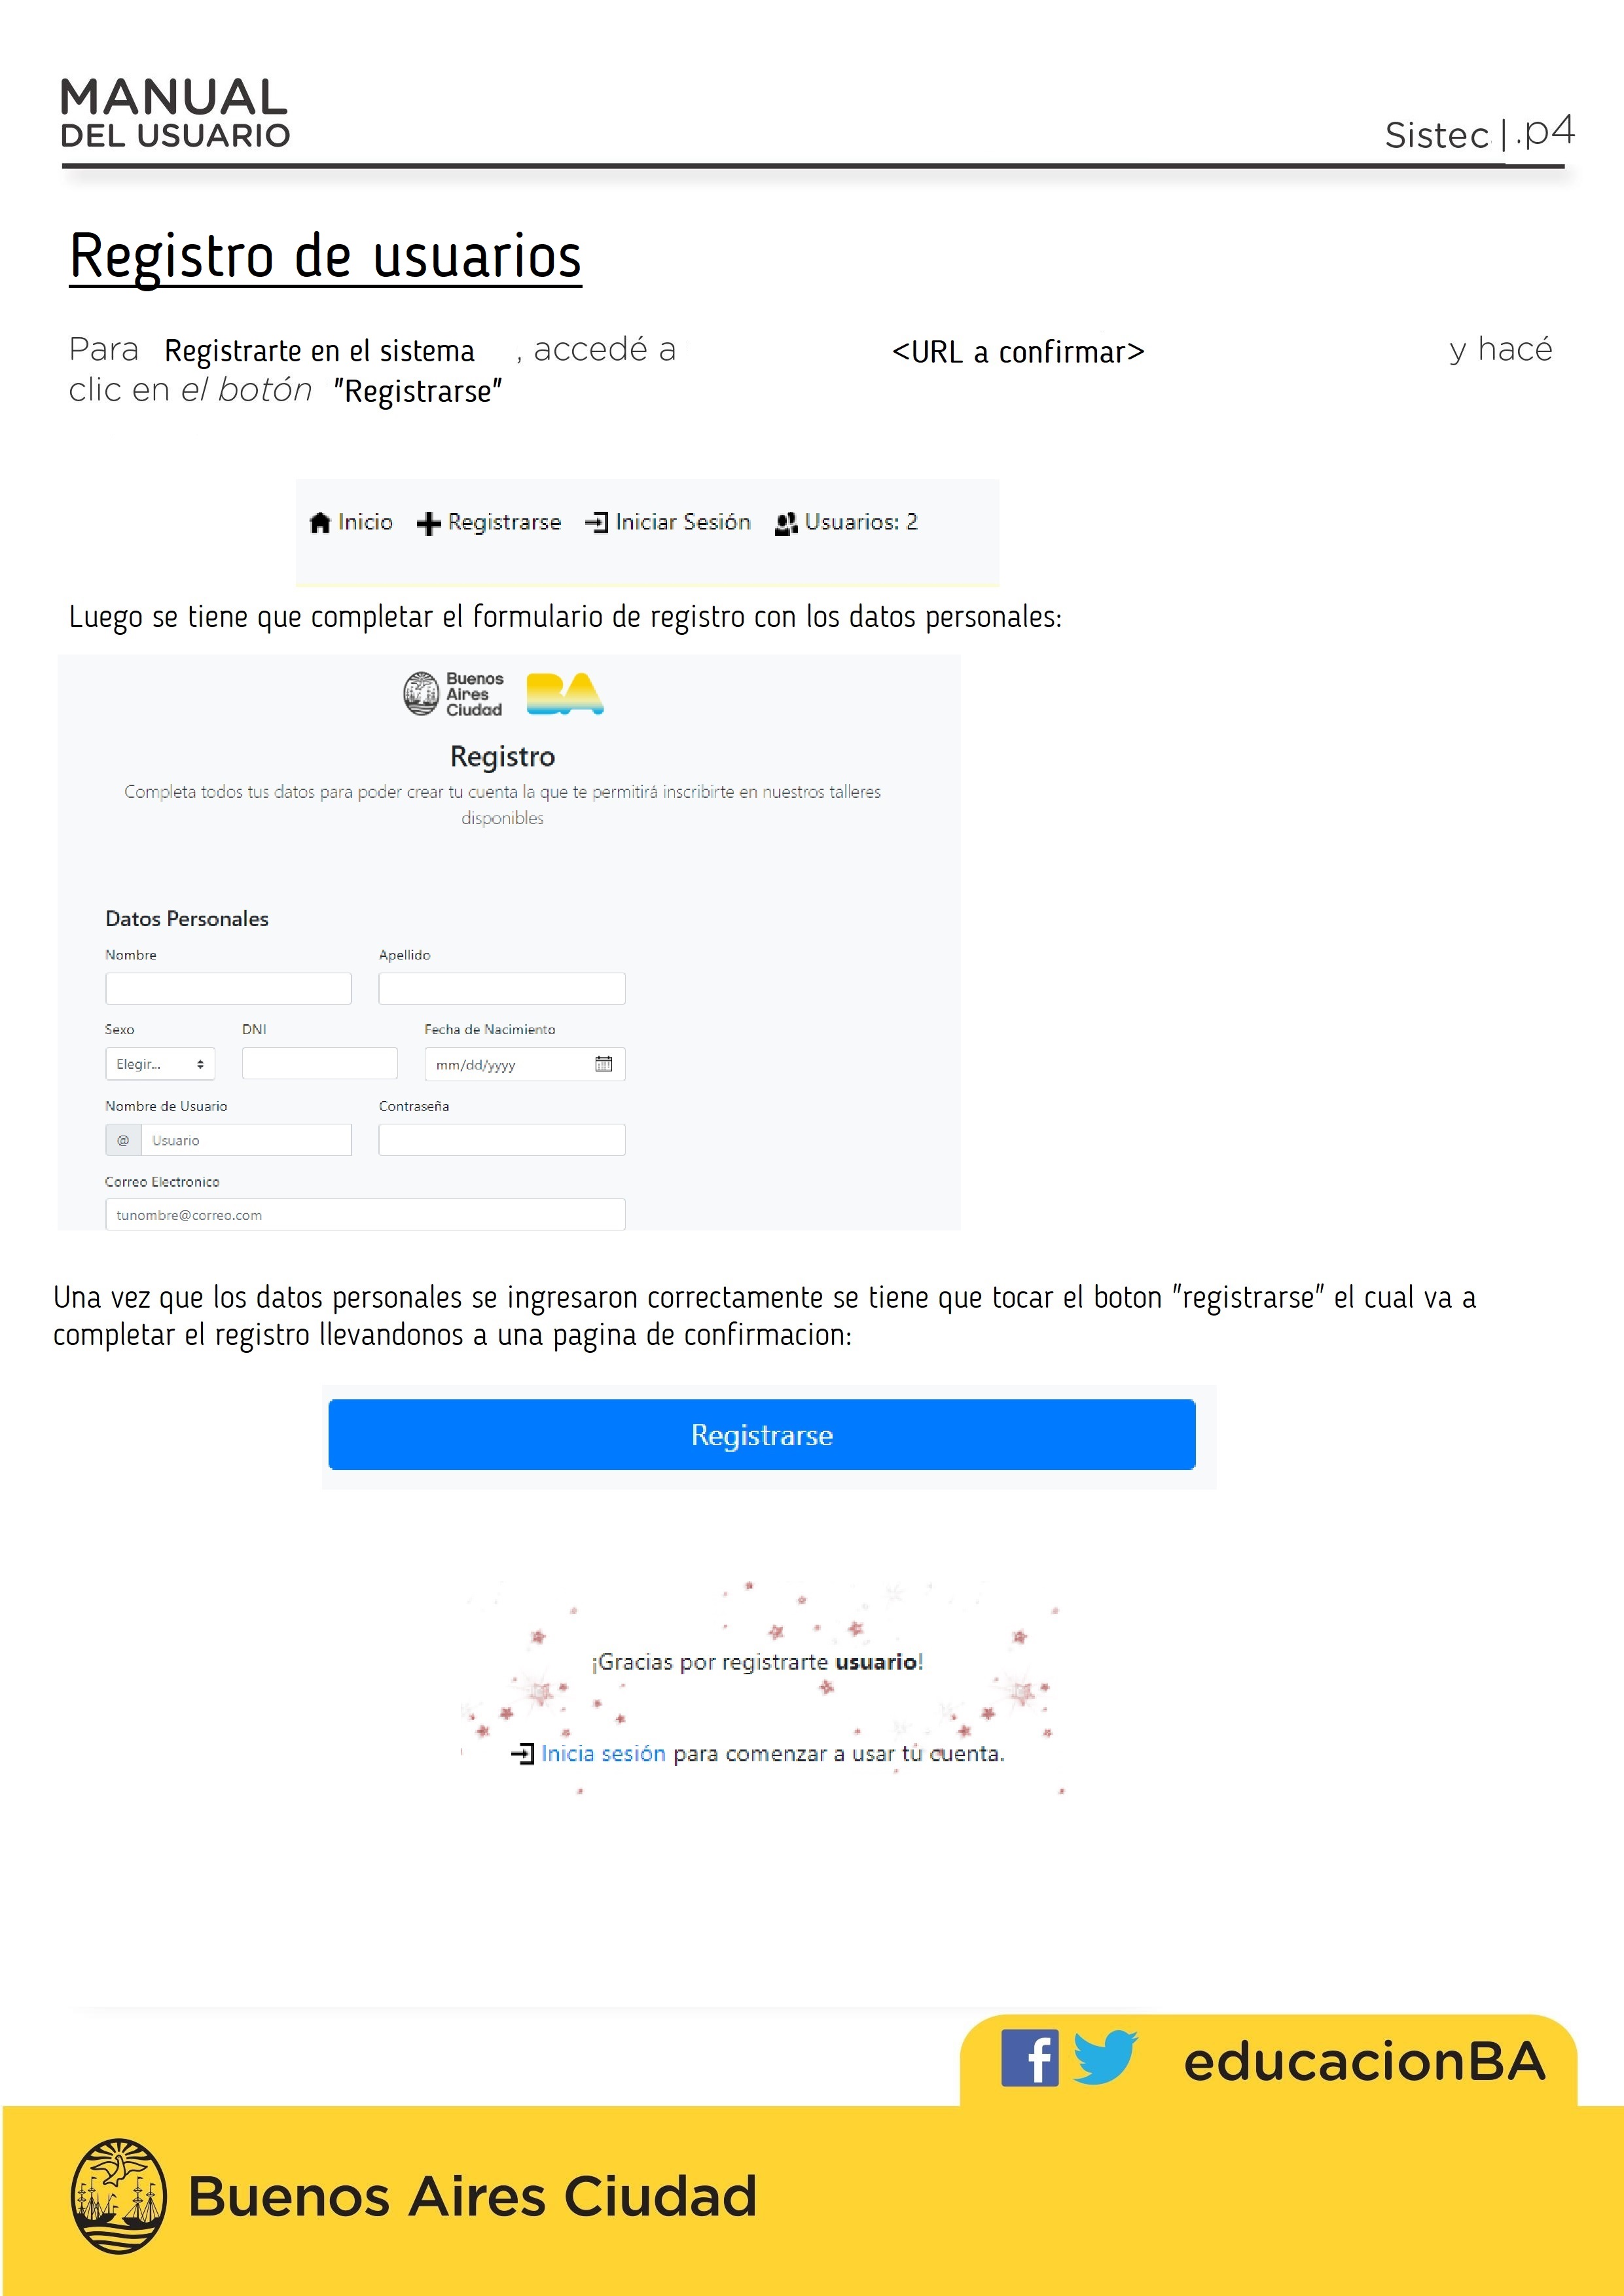 MANUAL
DEL USUARIO
Sistec | .p4
Registro de usuarios
Para Registrarte en el sistema , accedé a <URL a confirmar> y hacé
clic en el botón "Registrarse"
Inicio Registrarse Iniciar Sesión Usuarios: 2
Luego se tiene que completar el formulario de registro con los datos personales:
Buenos
Aires
Ciudad
BA
Registro
Completa todos tus datos para poder crear tu cuenta la que te permitirá inscribirte en nuestros talleres
disponibles
Datos Personales
Nombre Apellido
Sexo DNI Fecha de Nacimiento
Elegir... mm/dd/yyyy
Nombre de Usuario Contraseña
@ Usuario
Correo Electronico
tunombre@correo.com
Una vez que los datos personales se ingresaron correctamente se tiene que tocar el boton "registrarse" el cual va a
completar el registro llevandonos a una pagina de confirmacion:
Registrarse
¡Gracias por registrarte usuario!
Inicia sesión para comenzar a usar tu cuenta.
f educacionBA
Buenos Aires Ciudad